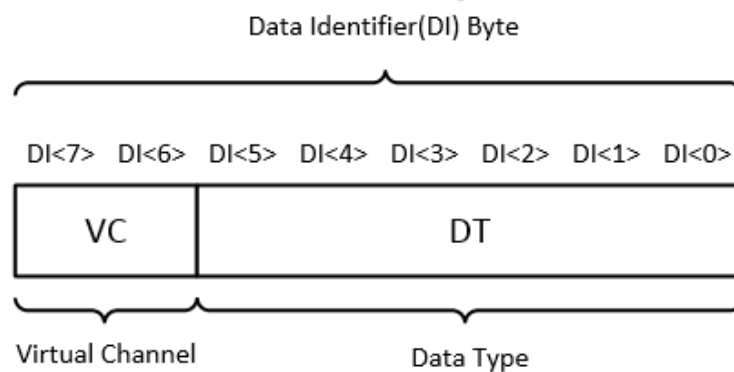 Data Identifier(DI) Byte
DI<7> DI<6> DI<5> DI<4> DI<3> DI<2> DI<1> DI<0>
VC DT
Virtual Channel Data Type